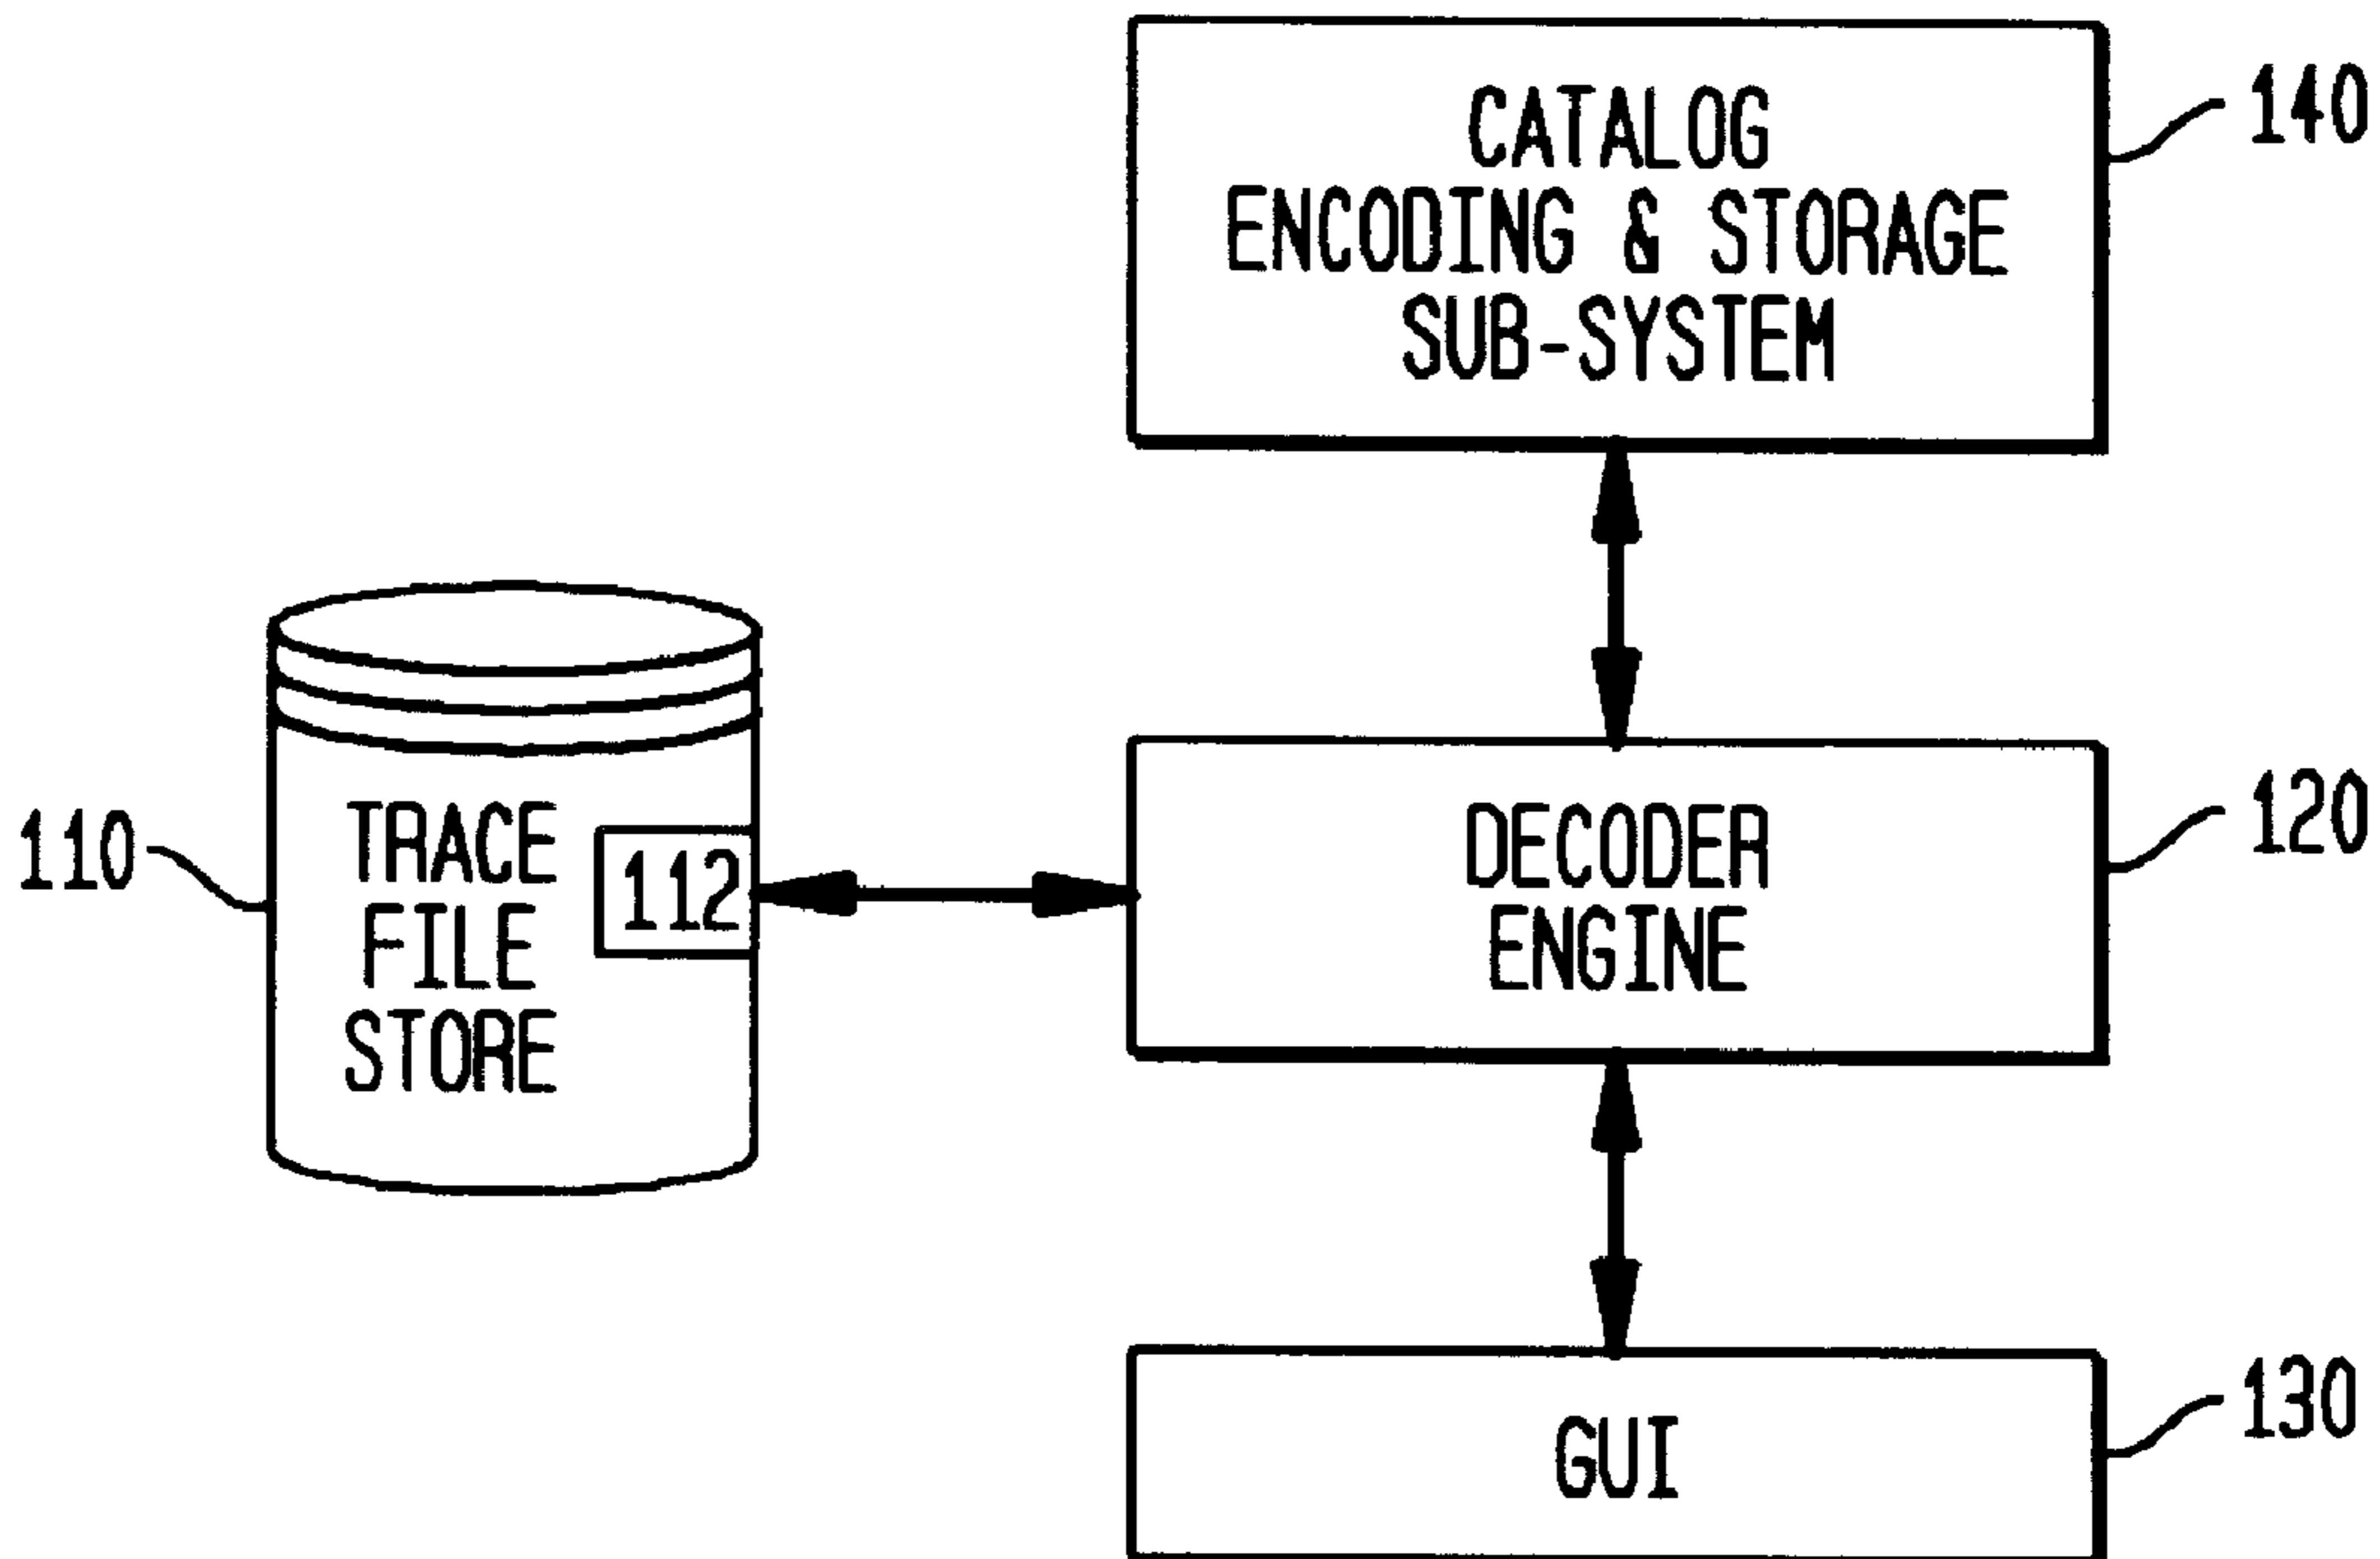 CATALOG
ENCODING & STORAGE
SUB-SYSTEM
140
110
TRACE
FILE
STORE
112
DECODER
ENGINE
120
GUI
130